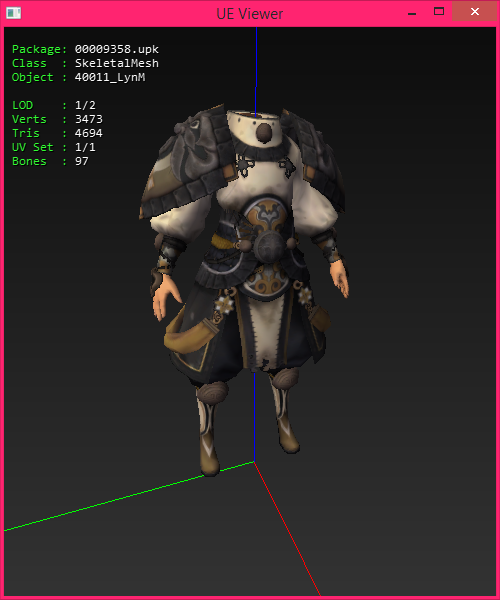 UE Viewer
Package: 00009358.upk
Class : SkeletalMesh
Object : 40011_LynM
LOD : 1/2
Verts : 3473
Tris : 4694
UV Set : 1/1
Bones : 97